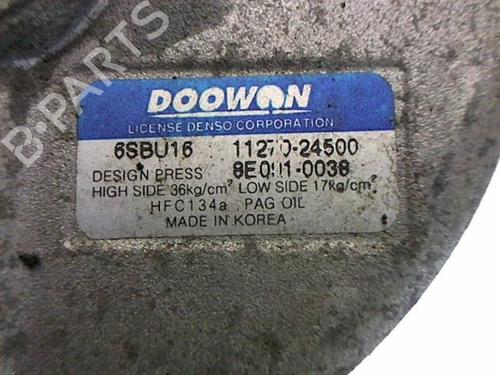 B-PARTS
DOOWON
LICENSE DENSO CORPORATION
6SBU16 11270-24500
DESIGN PRESS 8E001-0038
HIGH SIDE 36kg/cm² LOW SIDE 17kg/cm²
HFC134a PAG OIL
MADE IN KOREA